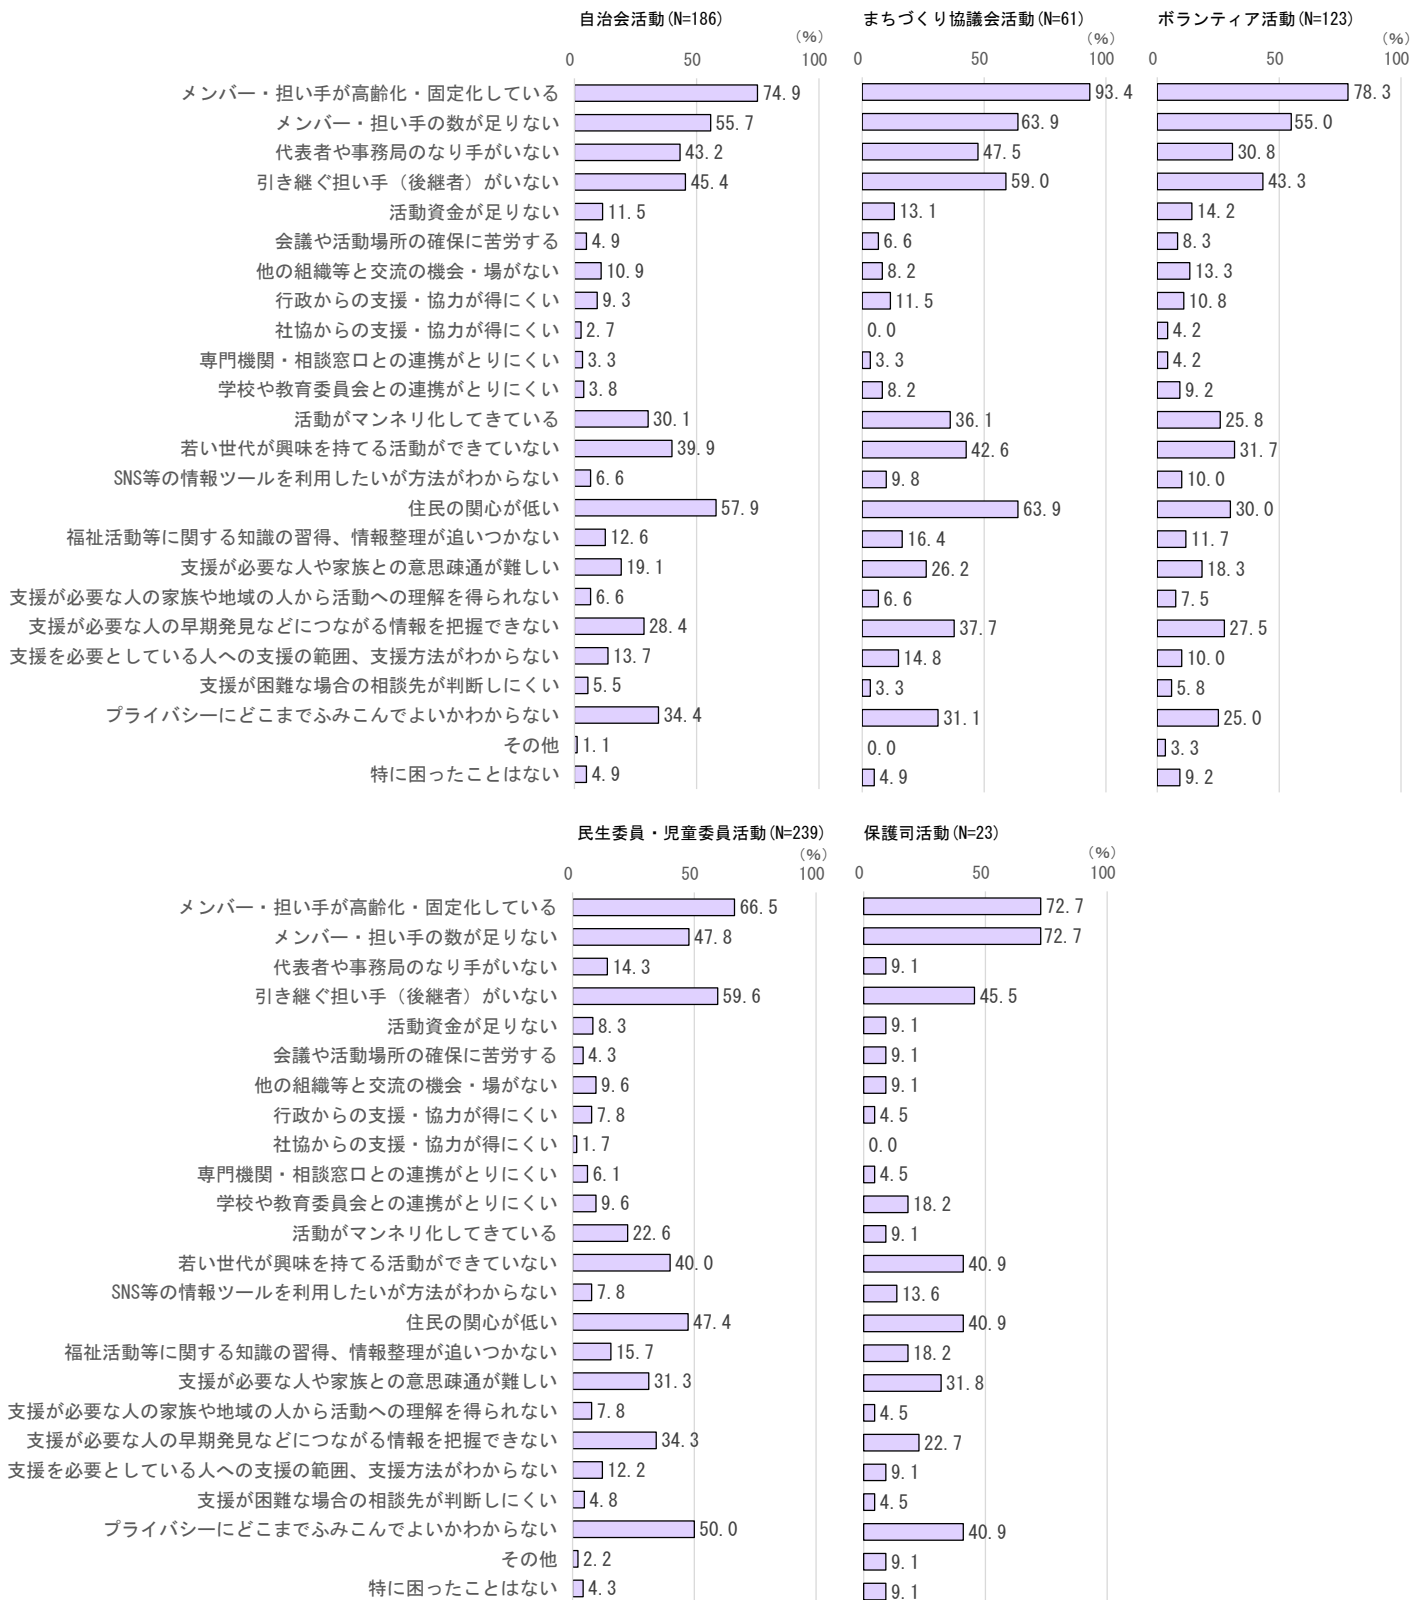 自治会活動(N=186) まちづくり協議会活動(N=61) ボランティア活動(N=123)
(%) (%) (%)
0 50 100 0 50 100 0 50 100
メンバー・担い手が高齢化・固定化している 74.9 93.4 78.3
メンバー・担い手の数が足りない 55.7 63.9 55.0
代表者や事務局のなり手がいない 43.2 47.5 30.8
引き継ぐ担い手（後継者）がいない 45.4 59.0 43.3
活動資金が足りない 11.5 13.1 14.2
会議や活動場所の確保に苦労する 4.9 6.6 8.3
他の組織等と交流の機会・場がない 10.9 8.2 13.3
行政からの支援・協力が得にくい 9.3 11.5 10.8
社協からの支援・協力が得にくい 2.7 0.0 4.2
専門機関・相談窓口との連携がとりにくい 3.3 3.3 4.2
学校や教育委員会との連携がとりにくい 3.8 8.2 9.2
活動がマンネリ化してきている 30.1 36.1 25.8
若い世代が興味を持てる活動ができていない 39.9 42.6 31.7
SNS等の情報ツールを利用したいが方法がわからない 6.6 9.8 10.0
住民の関心が低い 57.9 63.9 30.0
福祉活動等に関する知識の習得、情報整理が追いつかない 12.6 16.4 11.7
支援が必要な人や家族との意思疎通が難しい 19.1 26.2 18.3
支援が必要な人の家族や地域の人から活動への理解を得られない 6.6 6.6 7.5
支援が必要な人の早期発見などにつながる情報を把握できない 28.4 37.7 27.5
支援を必要としている人への支援の範囲、支援方法がわからない 13.7 14.8 10.0
支援が困難な場合の相談先が判断しにくい 5.5 3.3 5.8
プライバシーにどこまでふみこんでよいかわからない 34.4 31.1 25.0
その他 1.1 0.0 3.3
特に困ったことはない 4.9 4.9 9.2
民生委員・児童委員活動(N=239) 保護司活動(N=23)
(%) (%)
0 50 100 0 50 100
メンバー・担い手が高齢化・固定化している 66.5 72.7
メンバー・担い手の数が足りない 47.8 72.7
代表者や事務局のなり手がいない 14.3 9.1
引き継ぐ担い手（後継者）がいない 59.6 45.5
活動資金が足りない 8.3 9.1
会議や活動場所の確保に苦労する 4.3 9.1
他の組織等と交流の機会・場がない 9.6 9.1
行政からの支援・協力が得にくい 7.8 4.5
社協からの支援・協力が得にくい 1.7 0.0
専門機関・相談窓口との連携がとりにくい 6.1 4.5
学校や教育委員会との連携がとりにくい 9.6 18.2
活動がマンネリ化してきている 22.6 9.1
若い世代が興味を持てる活動ができていない 40.0 40.9
SNS等の情報ツールを利用したいが方法がわからない 7.8 13.6
住民の関心が低い 47.4 40.9
福祉活動等に関する知識の習得、情報整理が追いつかない 15.7 18.2
支援が必要な人や家族との意思疎通が難しい 31.3 31.8
支援が必要な人の家族や地域の人から活動への理解を得られない 7.8 4.5
支援が必要な人の早期発見などにつながる情報を把握できない 34.3 22.7
支援を必要としている人への支援の範囲、支援方法がわからない 12.2 9.1
支援が困難な場合の相談先が判断しにくい 4.8 4.5
プライバシーにどこまでふみこんでよいかわからない 50.0 40.9
その他 2.2 9.1
特に困ったことはない 4.3 9.1